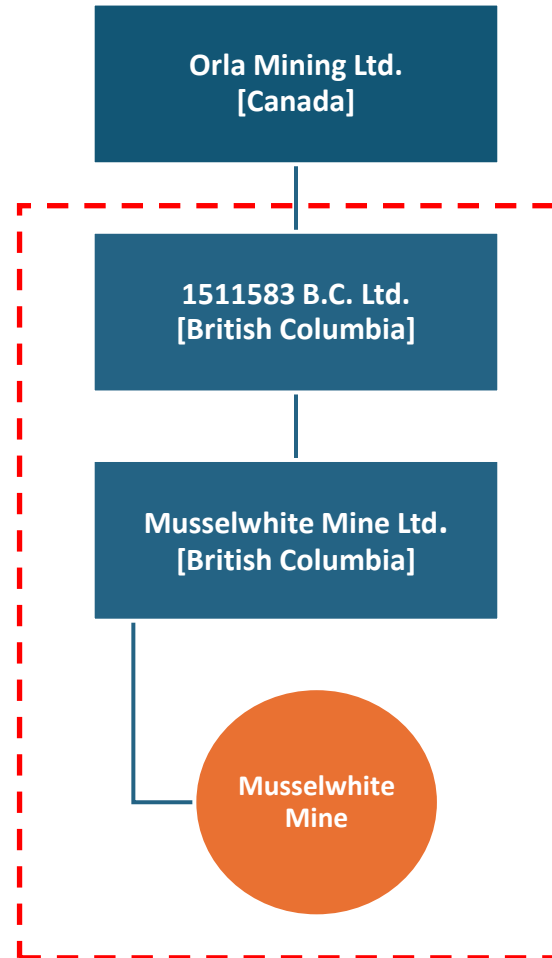 Orla Mining Ltd.
[Canada]
1511583 B.C. Ltd.
[British Columbia]
Musselwhite Mine Ltd.
[British Columbia]
Musselwhite
Mine